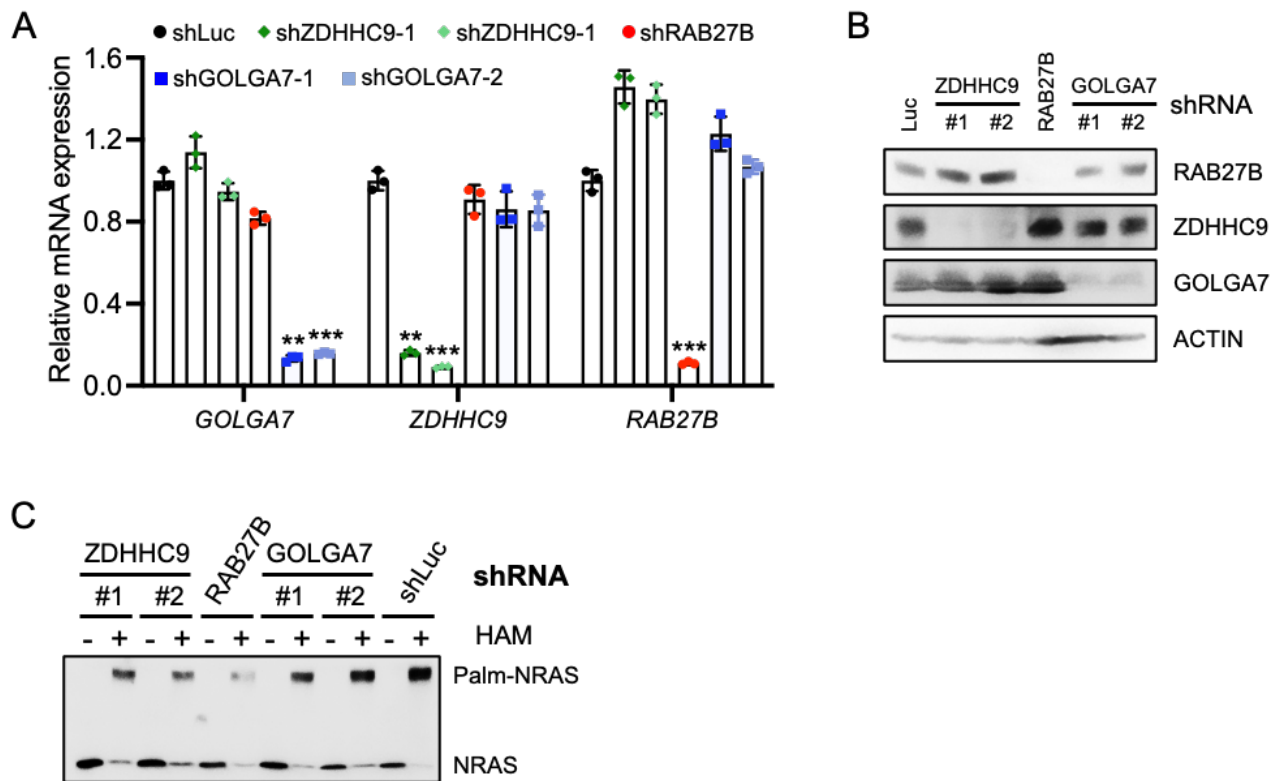 A
shLuc shZDHHC9-1 shZDHHC9-1 shRAB27B
shGOLGA7-1 shGOLGA7-2
Relative mRNA expression
1.6
1.2
0.8
0.4
0.0
** *** ** *** ***
GOLGA7 ZDHHC9 RAB27B
B
Luc ZDHHC9 RAB27B GOLGA7 shRNA
#1 #2 #1 #2
RAB27B
ZDHHC9
GOLGA7
ACTIN
C
ZDHHC9 RAB27B GOLGA7 shLuc shRNA
#1 #2 #1 #2
- + - + - + - + - + - + HAM
Palm-NRAS
NRAS